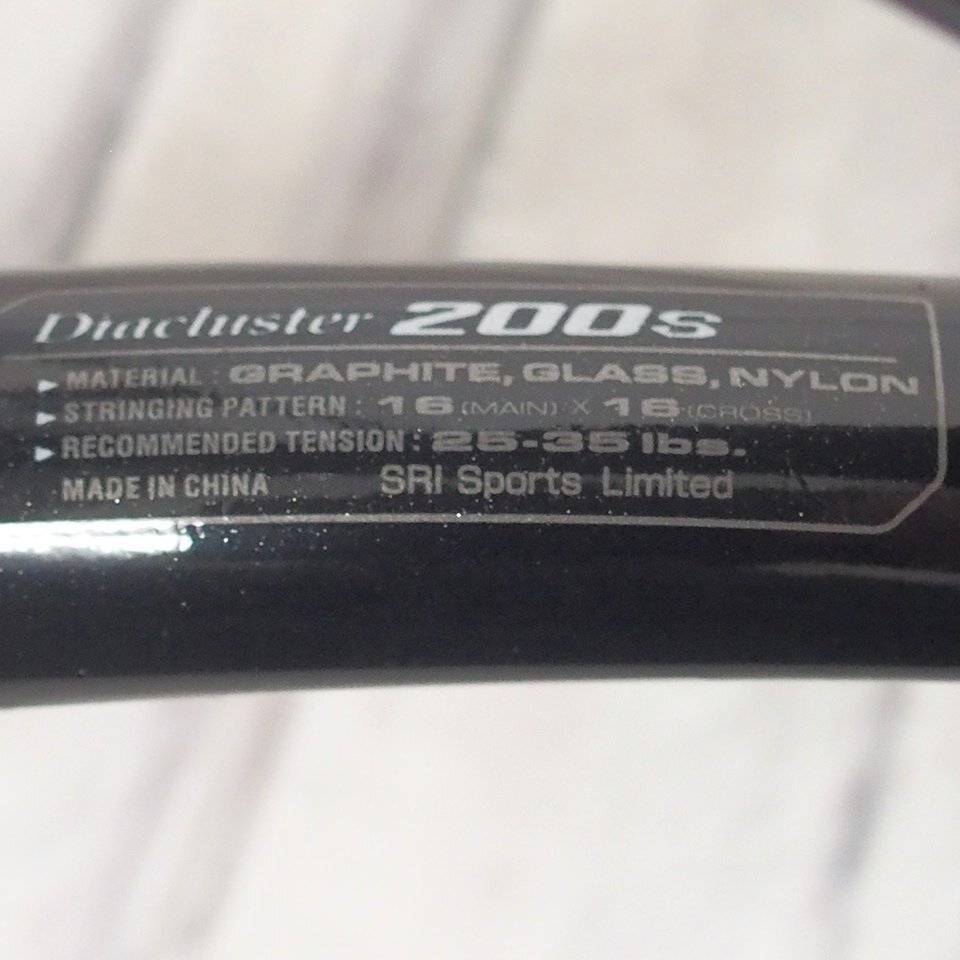 Diacluster 200S
▶ MATERIAL : GRAPHITE, GLASS, NYLON
▶ STRINGING PATTERN : 16 (MAIN) X 16 (CROSS)
▶ RECOMMENDED TENSION : 25-35 lbs.
MADE IN CHINA SRI Sports Limited